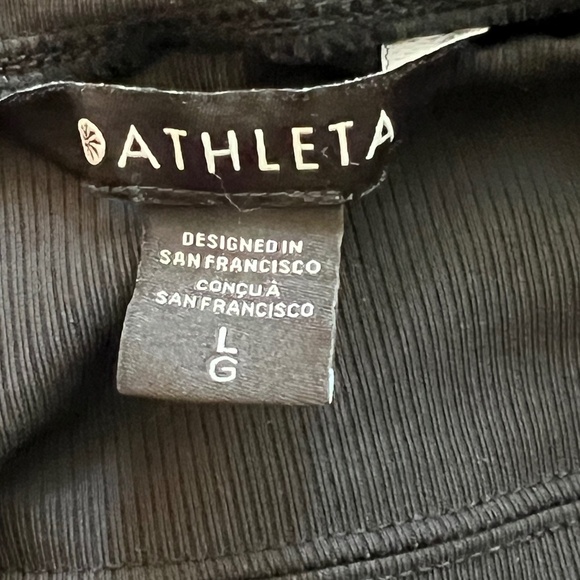 ATHLETA
DESIGNED IN
SAN FRANCISCO
CONÇU À
SAN FRANCISCO
L
G